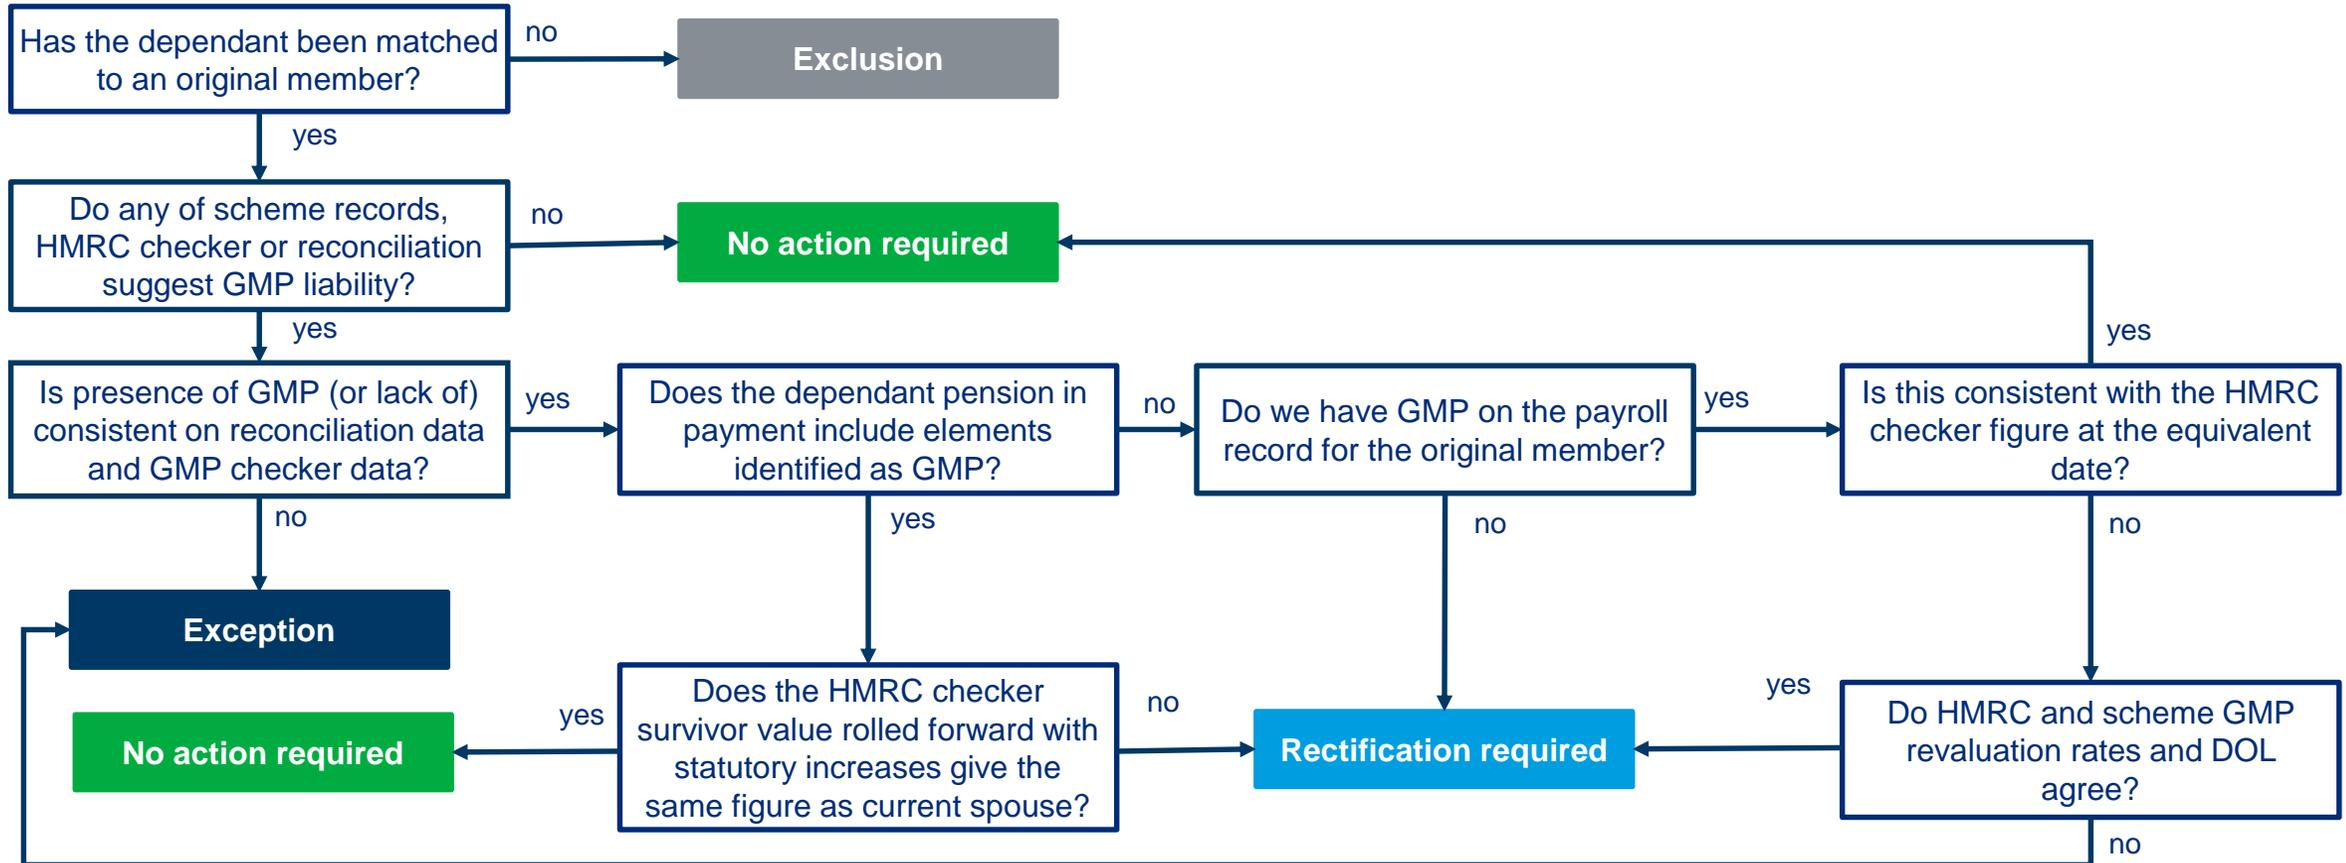 Has the dependant been matched
to an original member?
no
Exclusion
yes
Do any of scheme records,
HMRC checker or reconciliation
suggest GMP liability?
no
No action required
yes
yes
Is presence of GMP (or lack of)
consistent on reconciliation data
and GMP checker data?
yes
Does the dependant pension in
payment include elements
identified as GMP?
no
Do we have GMP on the payroll
record for the original member?
yes
Is this consistent with the HMRC
checker figure at the equivalent
date?
no
yes
no
no
Exception
No action required
yes
Does the HMRC checker
survivor value rolled forward with
statutory increases give the
same figure as current spouse?
no
Rectification required
yes
Do HMRC and scheme GMP
revaluation rates and DOL
agree?
no